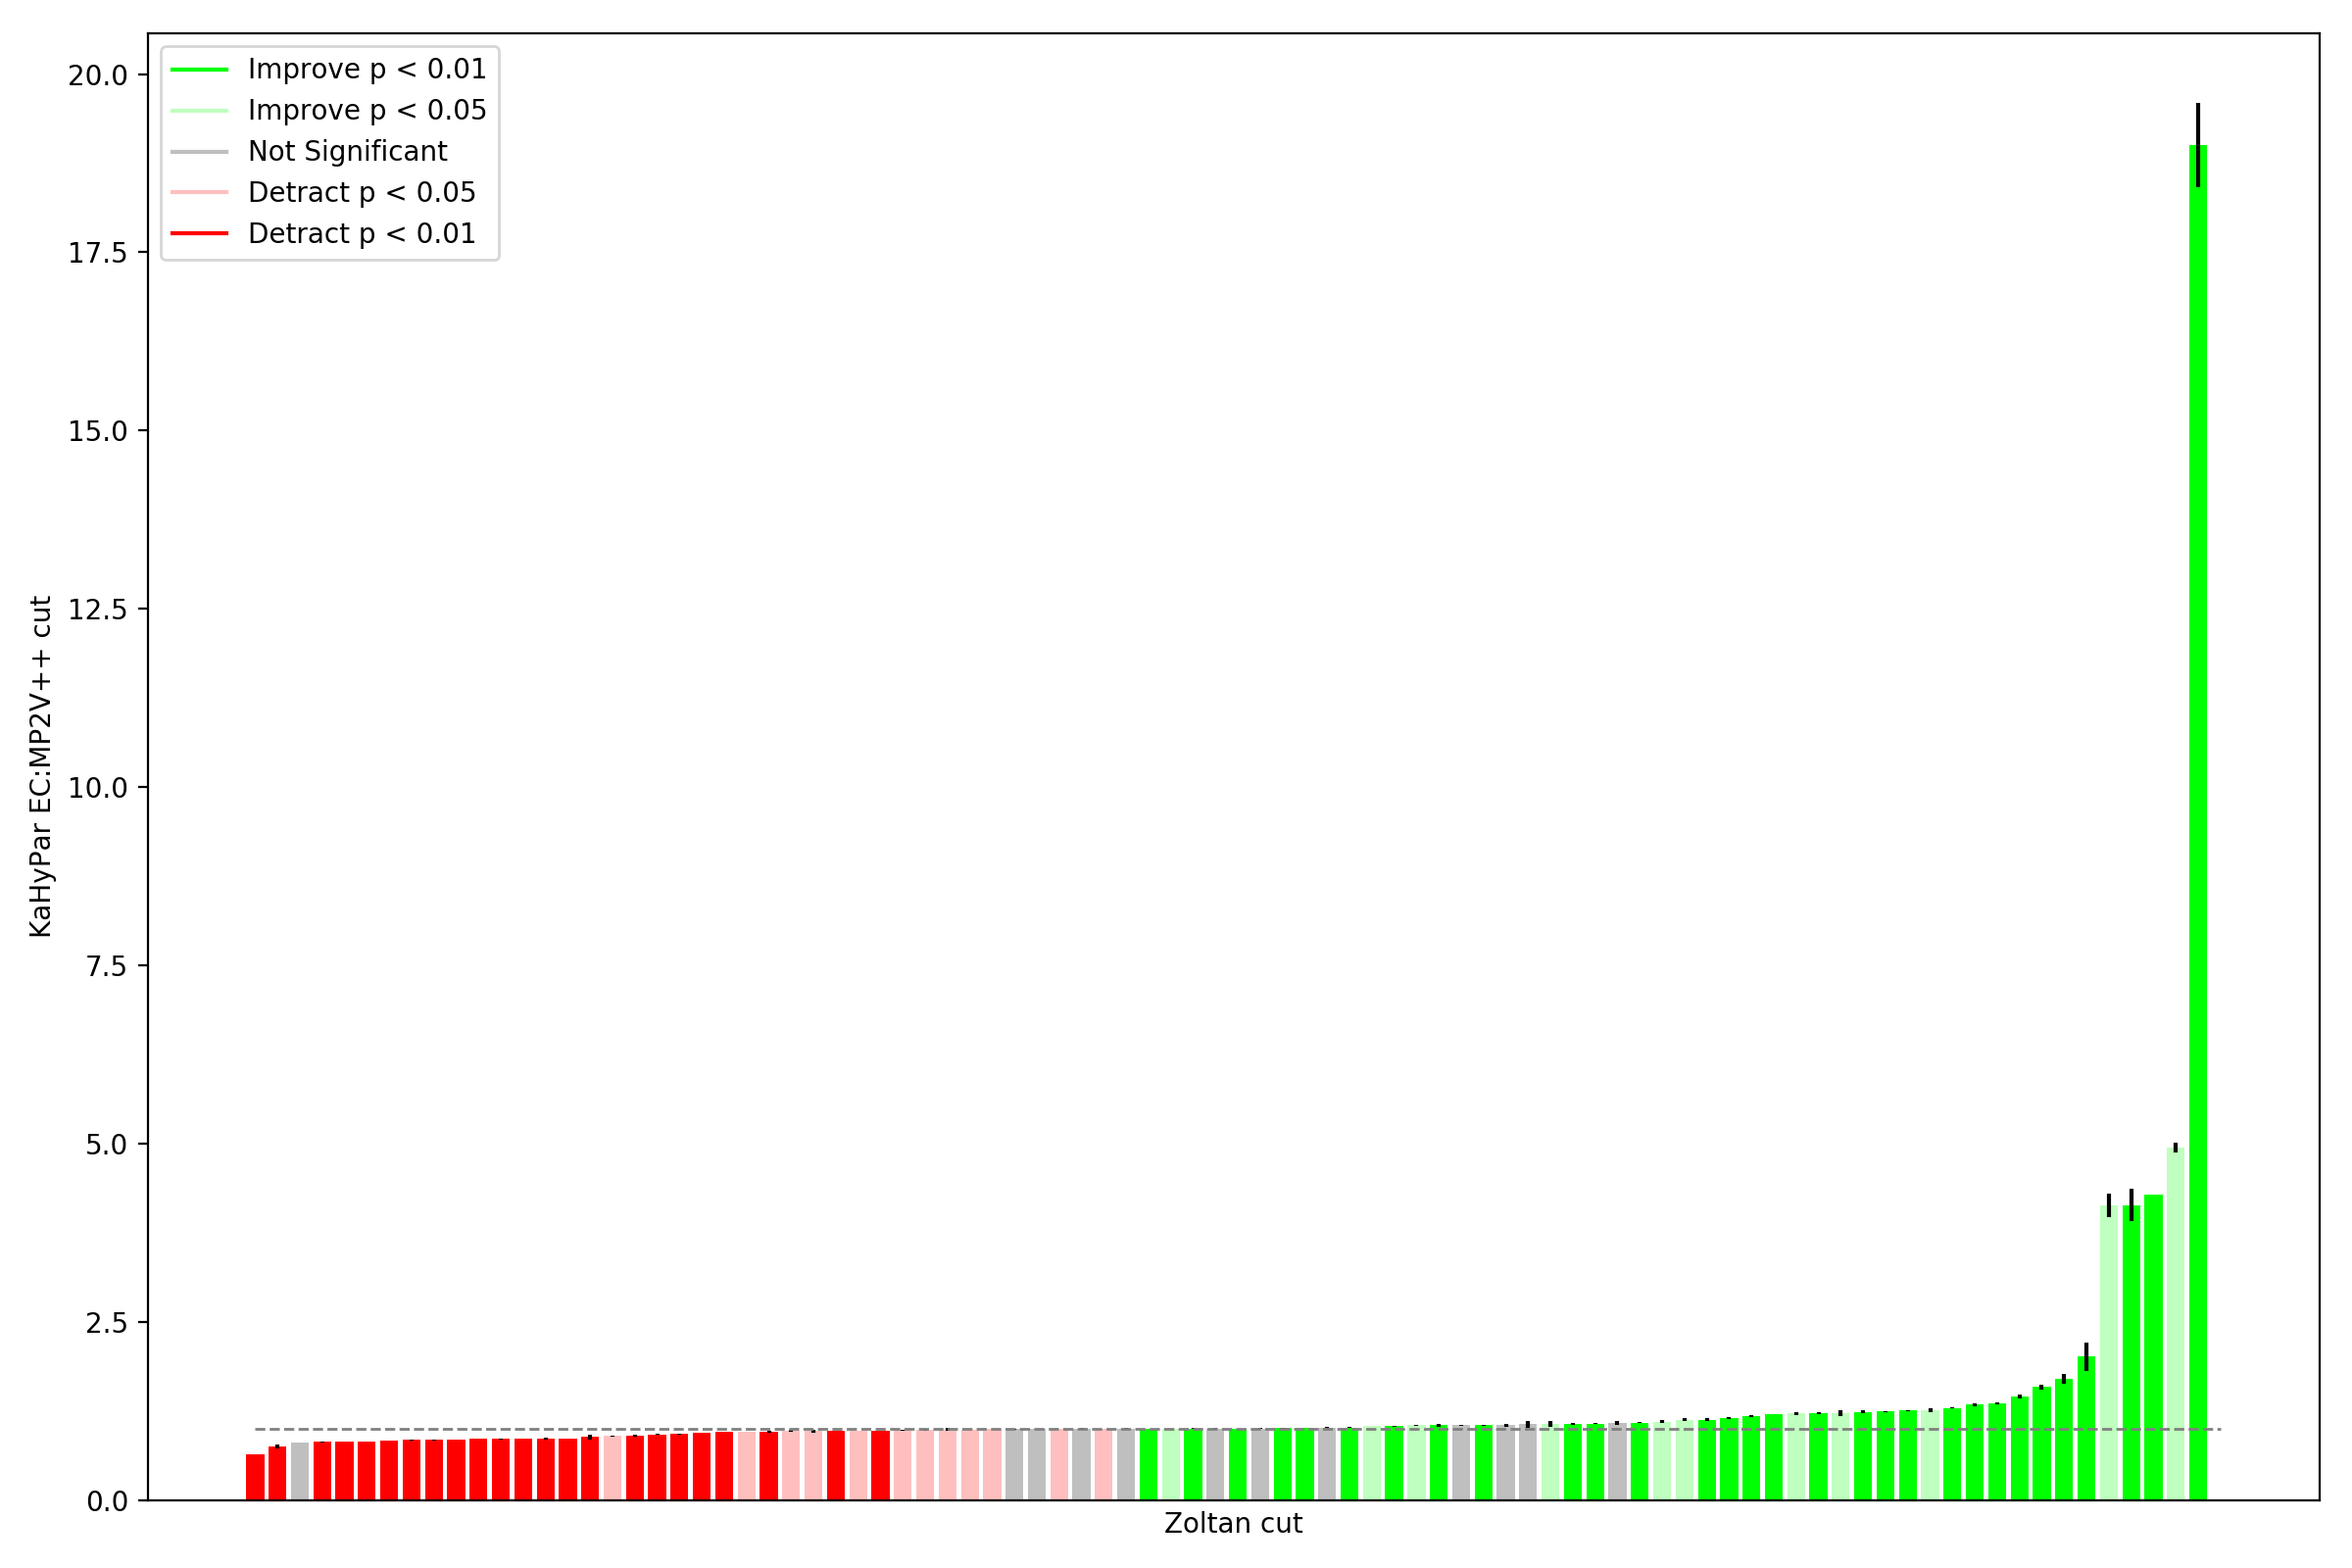 20.0
17.5
15.0
12.5
10.0
7.5
5.0
2.5
0.0
KaHyPar EC:MP2V++ cut
Improve p < 0.01
Improve p < 0.05
Not Significant
Detract p < 0.05
Detract p < 0.01
Zoltan cut